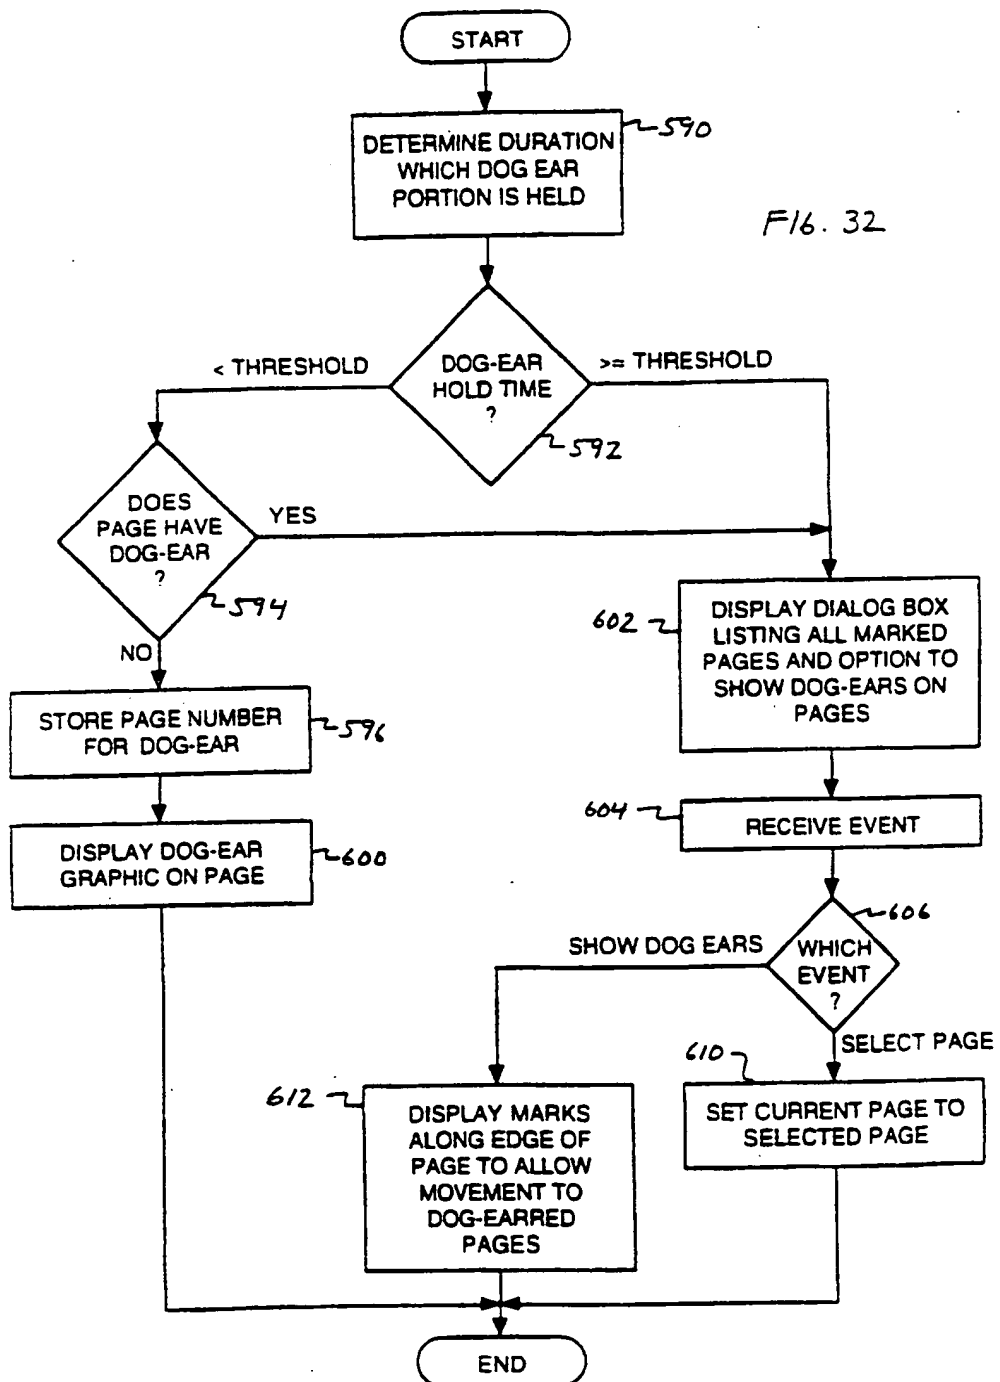 START
DETERMINE DURATION
WHICH DOG EAR
PORTION IS HELD
590
FIG. 32
DOG-EAR
HOLD TIME
?
592
< THRESHOLD
>= THRESHOLD
DOES
PAGE HAVE
DOG-EAR
?
594
YES
NO
STORE PAGE NUMBER
FOR DOG-EAR
596
DISPLAY DOG-EAR
GRAPHIC ON PAGE
600
602
DISPLAY DIALOG BOX
LISTING ALL MARKED
PAGES AND OPTION TO
SHOW DOG-EARS ON
PAGES
604
RECEIVE EVENT
606
WHICH
EVENT
?
SHOW DOG EARS
SELECT PAGE
610
SET CURRENT PAGE TO
SELECTED PAGE
612
DISPLAY MARKS
ALONG EDGE OF
PAGE TO ALLOW
MOVEMENT TO
DOG-EARRED
PAGES
END